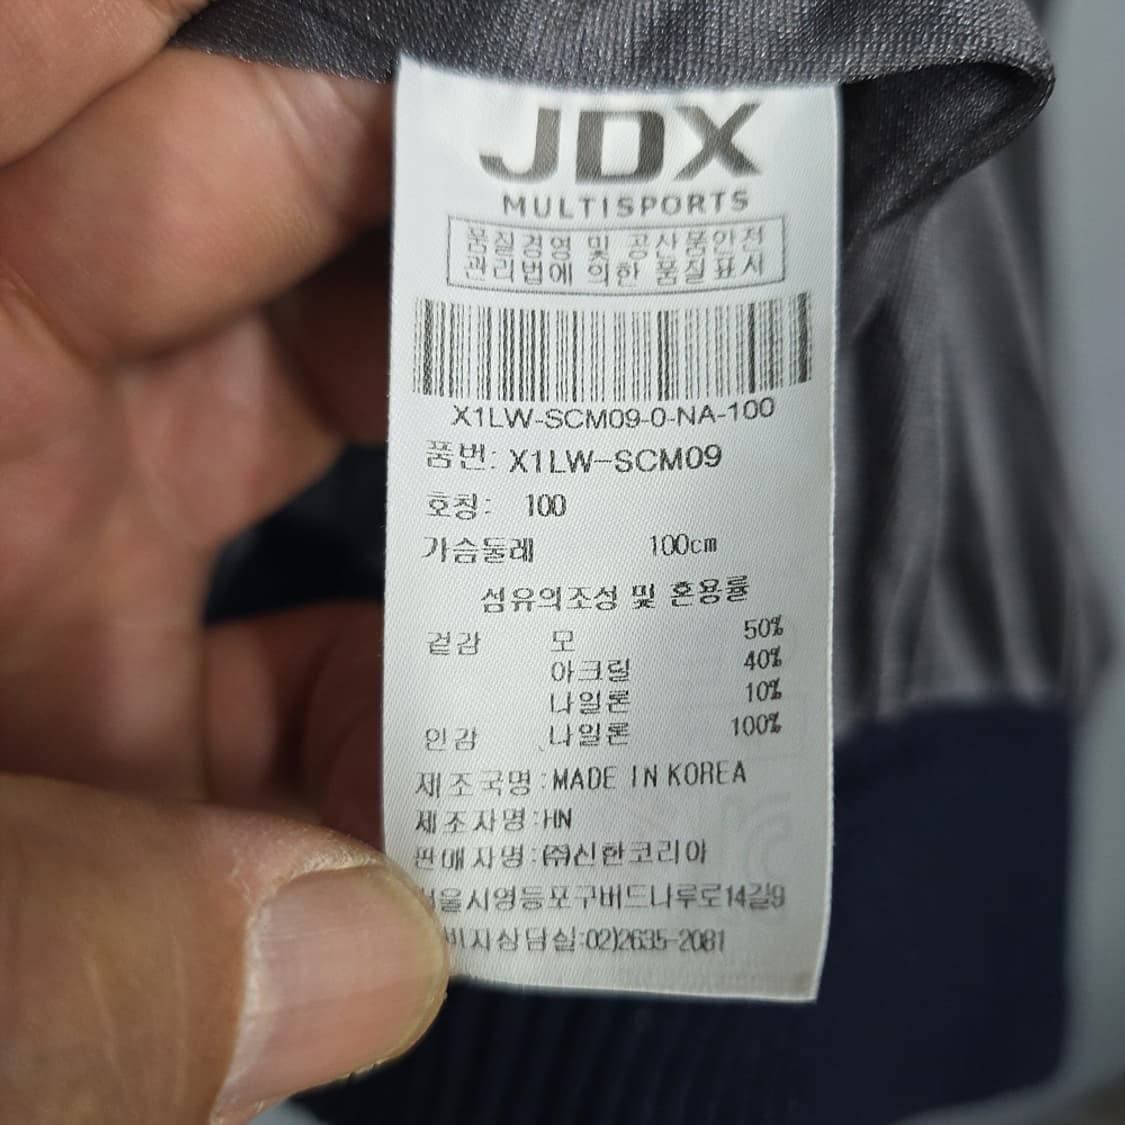 JDX
MULTISPORTS
품질경영 및 공산품안전
관리법에 의한 품질표시
X1LW-SCM09-0-NA-100
품번: X1LW-SCM09
호칭: 100
가슴둘레 100cm
섬유의조성 및 혼용률
겉감 모 50%
아크릴 40%
나일론 10%
안감 나일론 100%
제조국명:MADE IN KOREA
제조자명:HN
판매자명:㈜신한코리아
울시영등포구버드나루로14길9
비자상담실:02)2635-2081